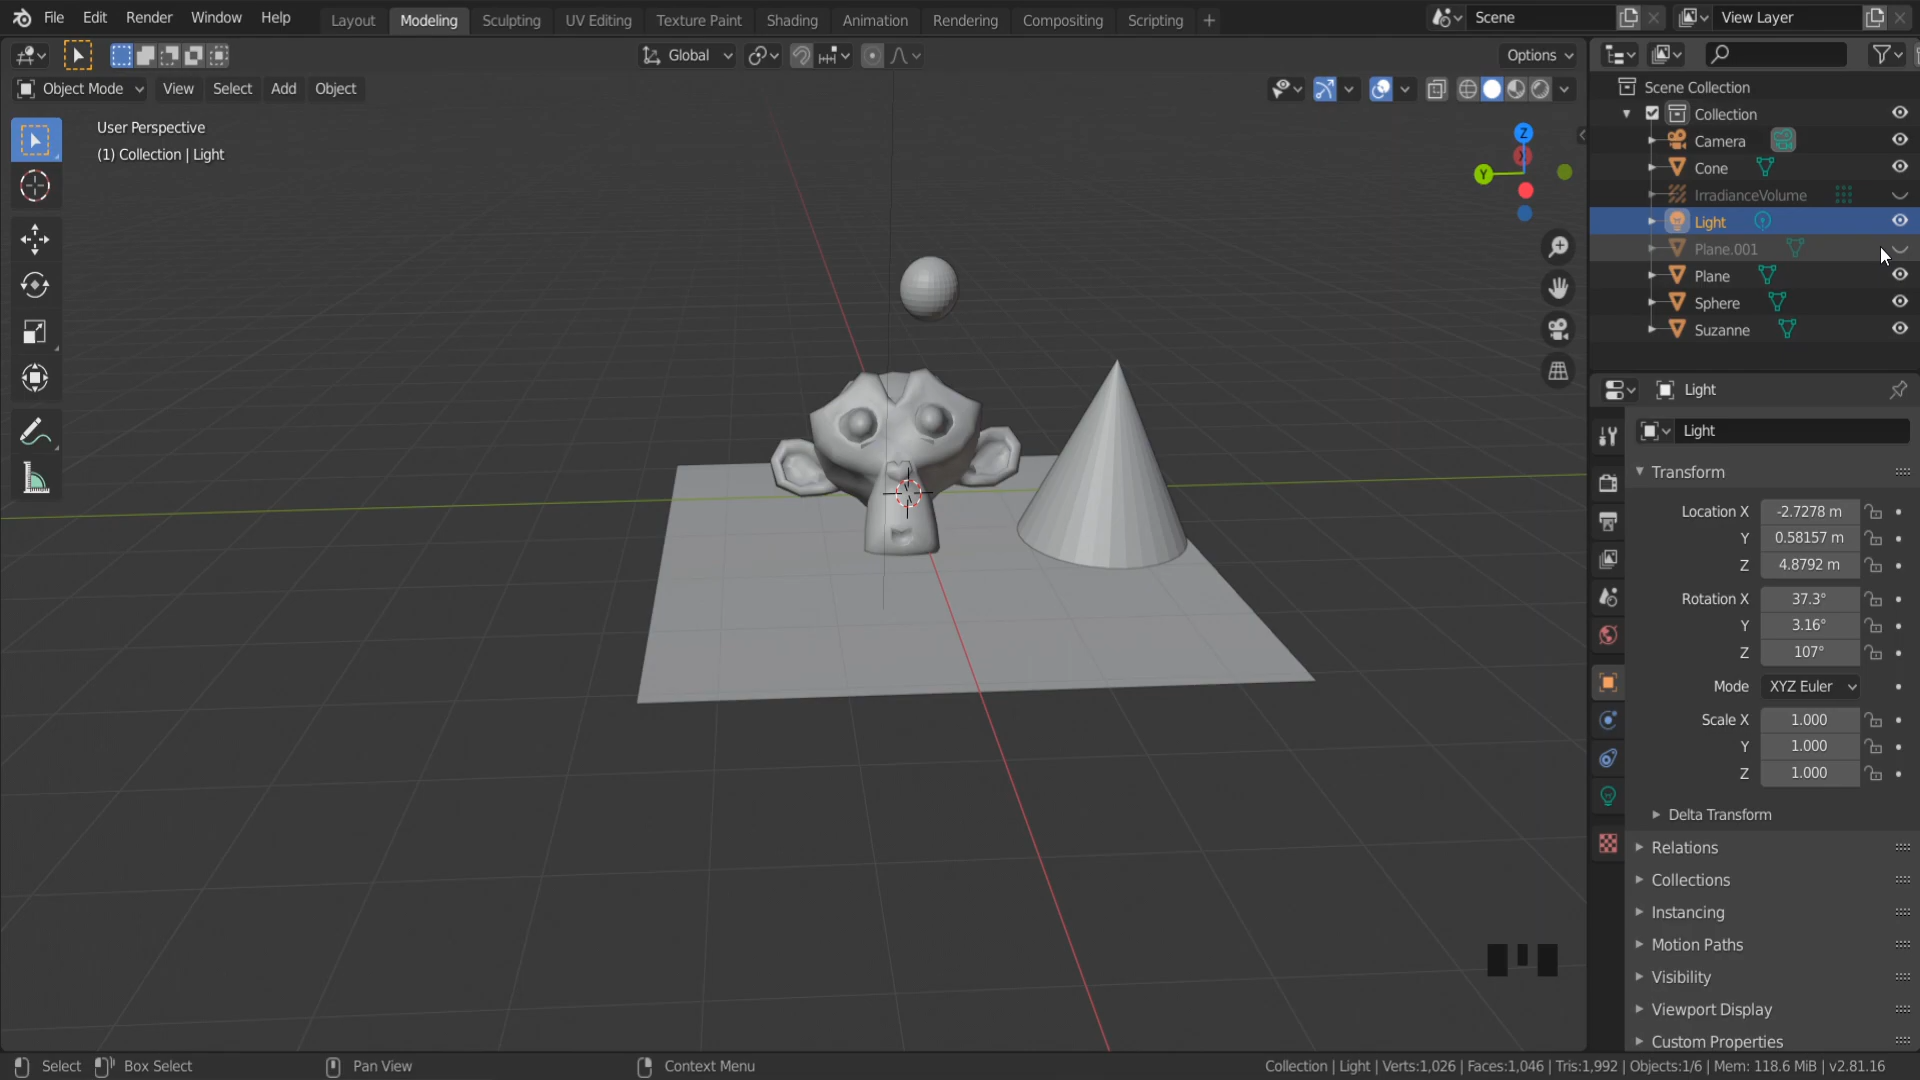 File Edit Render Window Help Layout Modeling Sculpting UV Editing Texture Paint Shading Animation Rendering Compositing Scripting + Scene View Layer
Global Options
Object Mode View Select Add Object
User Perspective
(1) Collection | Light
Z
X
Y
Scene Collection
Collection
Camera
Cone
IrradianceVolume
Light
Plane.001
Plane
Sphere
Suzanne
Light
Light
Transform
Location X -2.7278 m
Y 0.58157 m
Z 4.8792 m
Rotation X 37.3°
Y 3.16°
Z 107°
Mode XYZ Euler
Scale X 1.000
Y 1.000
Z 1.000
Delta Transform
Relations
Collections
Instancing
Motion Paths
Visibility
Viewport Display
Custom Properties
Select Box Select Pan View Context Menu Collection | Light | Verts:1,026 | Faces:1,046 | Tris:1,992 | Objects:1/6 | Mem: 118.6 MiB | v2.81.16